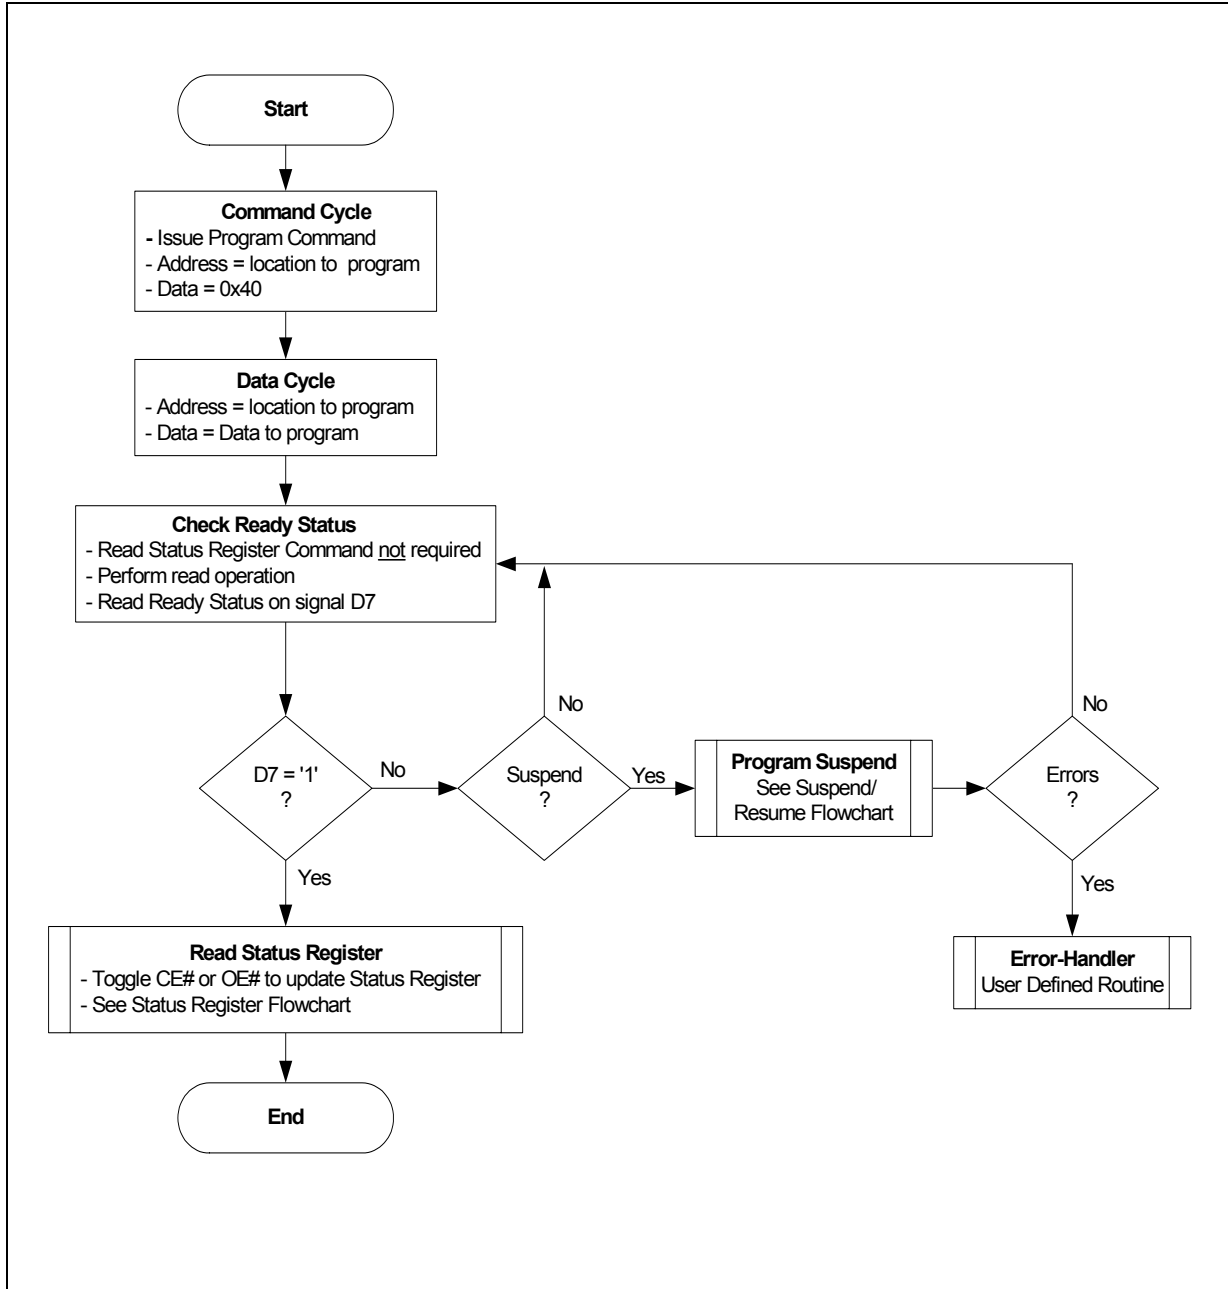 Start
Command Cycle
- Issue Program Command
- Address = location to program
- Data = 0x40
Data Cycle
- Address = location to program
- Data = Data to program
Check Ready Status
- Read Status Register Command not required
- Perform read operation
- Read Ready Status on signal D7
No
No
D7 = '1'
?
No
Suspend
?
Yes
Program Suspend
See Suspend/
Resume Flowchart
Errors
?
Yes
Yes
Read Status Register
- Toggle CE# or OE# to update Status Register
- See Status Register Flowchart
Error-Handler
User Defined Routine
End